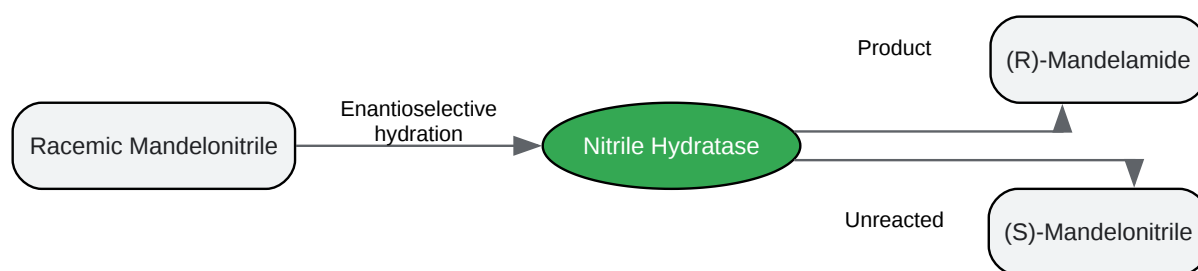 Racemic Mandelonitrile
Enantioselective
hydration
Nitrile Hydratase
Product
(R)-Mandelamide
Unreacted
(S)-Mandelonitrile